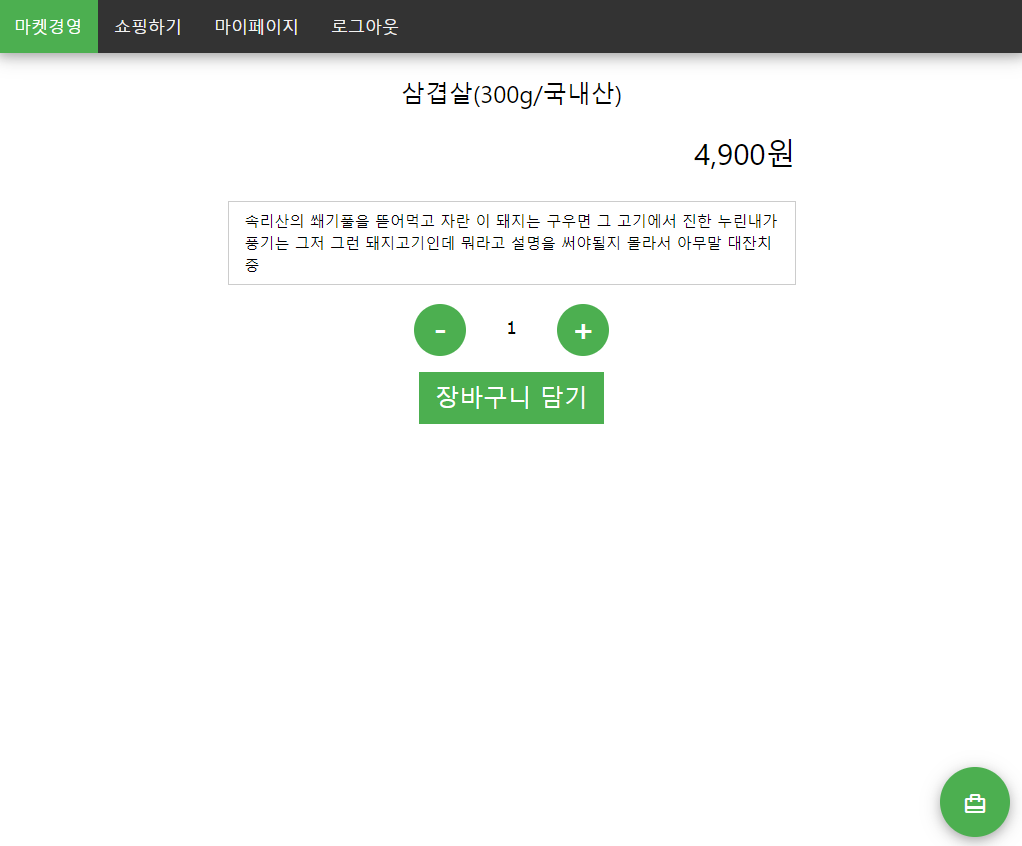 마켓경영 쇼핑하기 마이페이지 로그아웃
삼겹살(300g/국내산)
4,900원
속리산의 쐐기풀을 뜯어먹고 자란 이 돼지는 구우면 그 고기에서 진한 누린내가
풍기는 그저 그런 돼지고기인데 뭐라고 설명을 써야될지 몰라서 아무말 대잔치
중
- 1 +
장바구니 담기